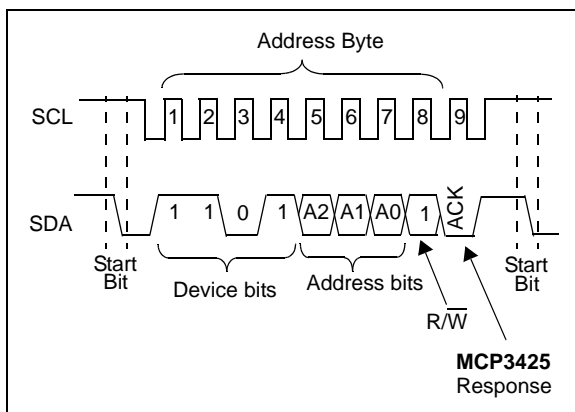 Address Byte
SCL 1 2 3 4 5 6 7 8 9
SDA 1 1 0 1 A2 A1 A0 1 ACK
Start Bit
Device bits
Address bits
Start Bit
R/W̅
MCP3425
Response